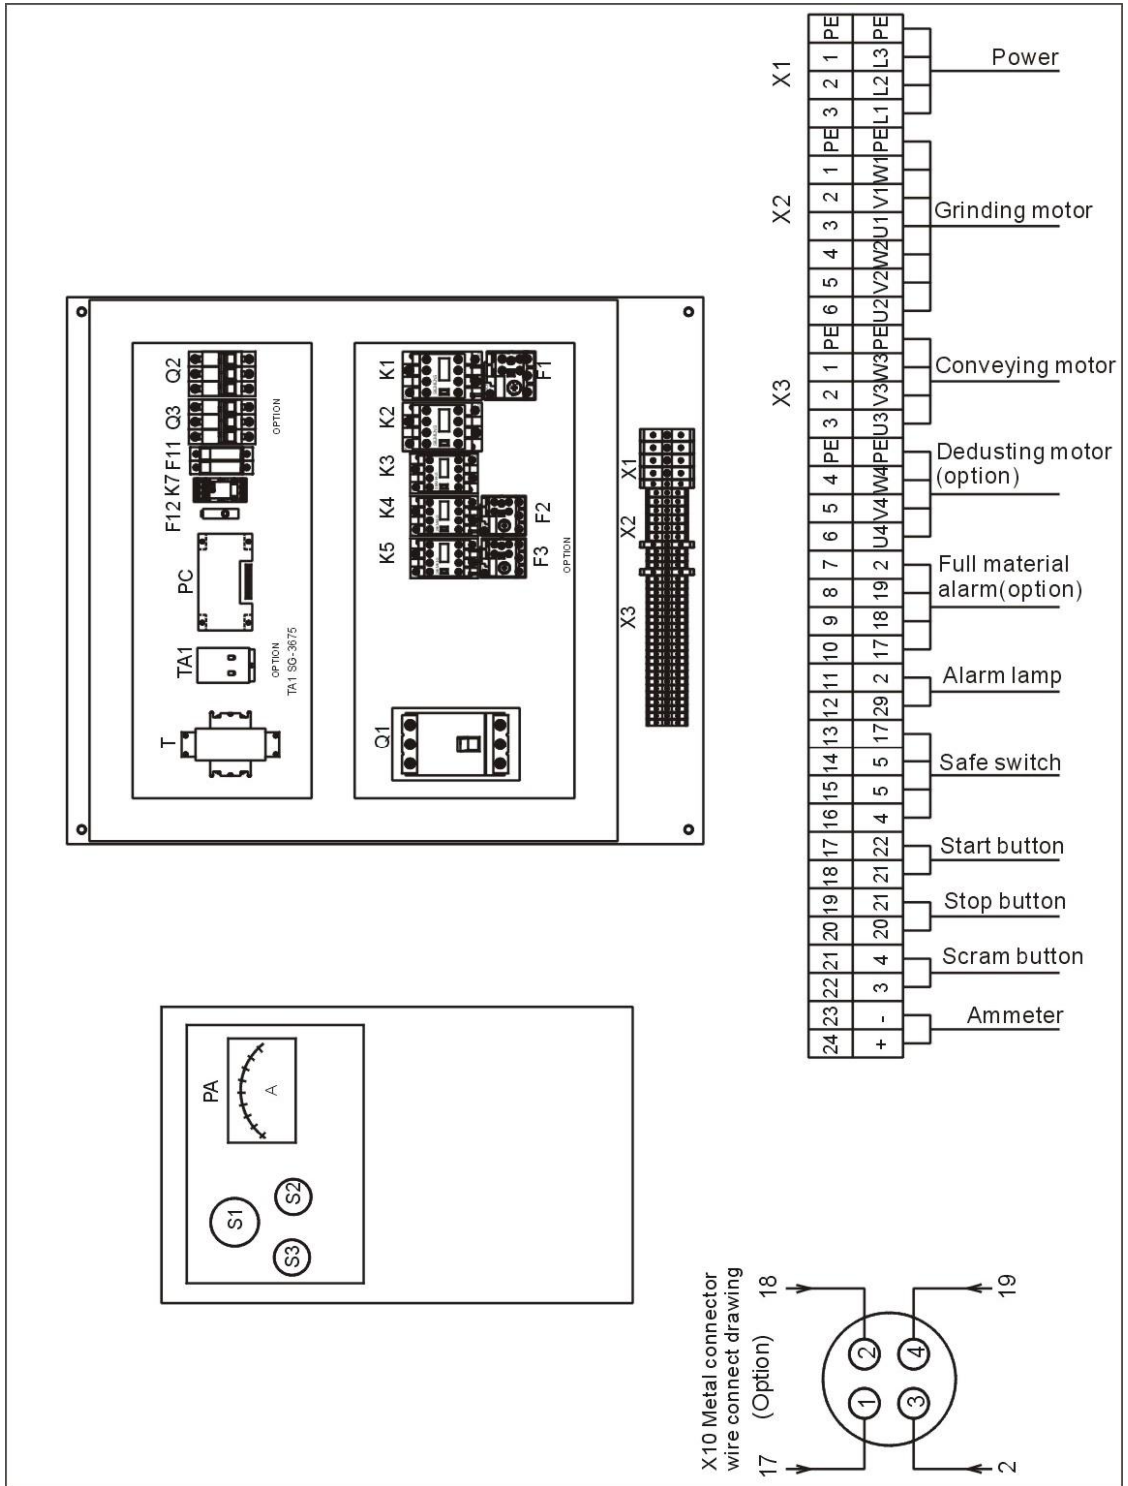 X1
PE PE
1 L3
2 L2
3 L1
Power
X2
PE PE
1 W1
2 V1
3 U1
4 W2
5 V2
6 U2
Grinding motor
X3
PE PE
1 W3
2 V3
3 U3
Conveying motor
PE PE
4 W4
5 V4
6 U4
Dedusting motor
(option)
7 2
8 19
9 18
10 17
Full material
alarm(option)
11 2
12 29
Alarm lamp
13 17
14 5
15 5
16 4
Safe switch
17 22
18 21
Start button
19 21
20 20
Stop button
21 4
22 3
Scram button
23 -
24 +
Ammeter
Q2
Q3
OPTION
F11
K7
F12
PC
TA1
OPTION
TA1 SG-3675
T
K1
F1
K2
K3
K4
F2
K5
F3
OPTION
Q1
X1
X2
X3
PA
A
S1
S2
S3
X10 Metal connector
wire connect drawing
(Option)
18
19
2
4
1
3
17
2